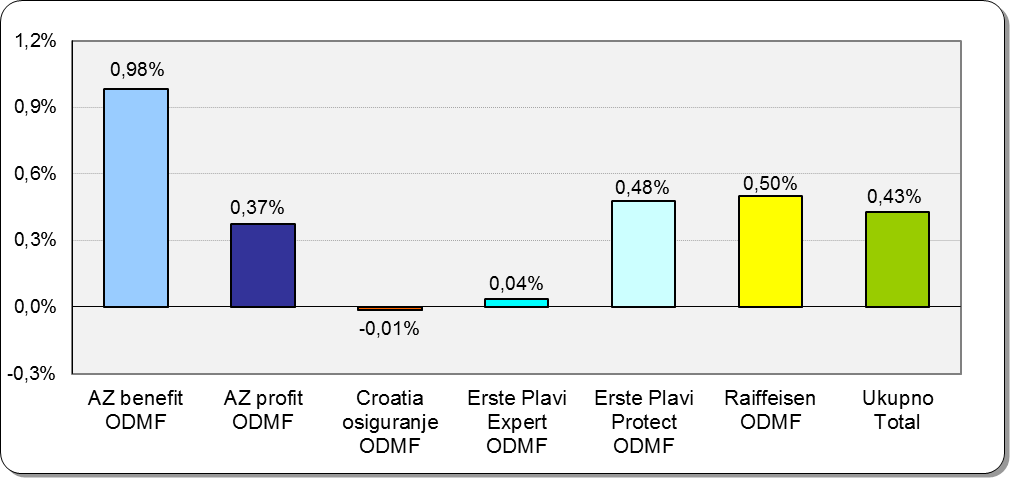 1,2%
0,9%
0,6%
0,3%
0,0%
-0,3%
0,98%
0,37%
-0,01%
0,04%
0,48%
0,50%
0,43%
AZ benefit
ODMF
AZ profit
ODMF
Croatia
osiguranje
ODMF
Erste Plavi
Expert
ODMF
Erste Plavi
Protect
ODMF
Raiffeisen
ODMF
Ukupno
Total